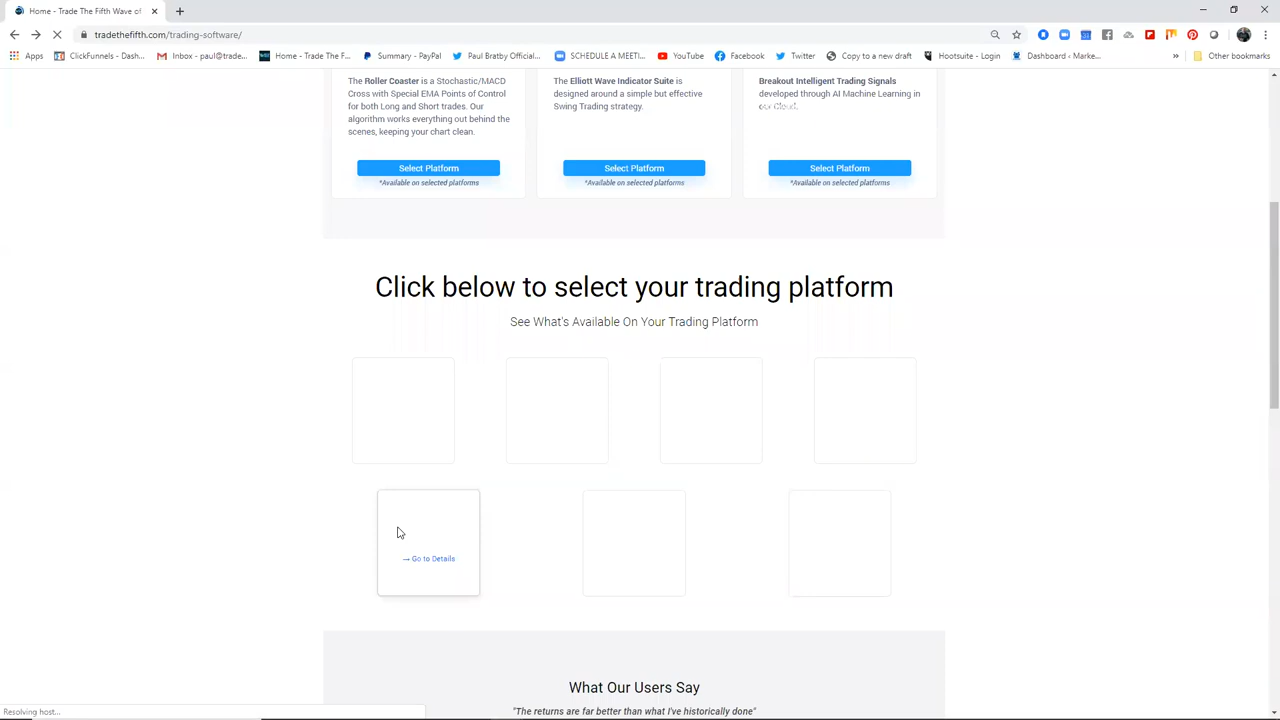 Home - Trade The Fifth Wave of
tradethefifth.com/trading-software/
Apps
ClickFunnels - Dash...
Inbox - paul@trade...
Home - Trade The F...
Summary - PayPal
Paul Bratby Official...
SCHEDULE A MEETI...
YouTube
Facebook
Twitter
Copy to a new draft
Hootsuite - Login
Dashboard ‹ Marke...
»
Other bookmarks
The Roller Coaster is a Stochastic/MACD
Cross with Special EMA Points of Control
for both Long and Short trades. Our
algorithm works everything out behind the
scenes, keeping your chart clean.
Select Platform
*Available on selected platforms
The Elliott Wave Indicator Suite is
designed around a simple but effective
Swing Trading strategy.
Select Platform
*Available on selected platforms
Breakout Intelligent Trading Signals
developed through AI Machine Learning in
our Cloud.
Select Platform
*Available on selected platforms
Click below to select your trading platform
See What's Available On Your Trading Platform
→ Go to Details
What Our Users Say
"The returns are far better than what I've historically done"
Resolving host...